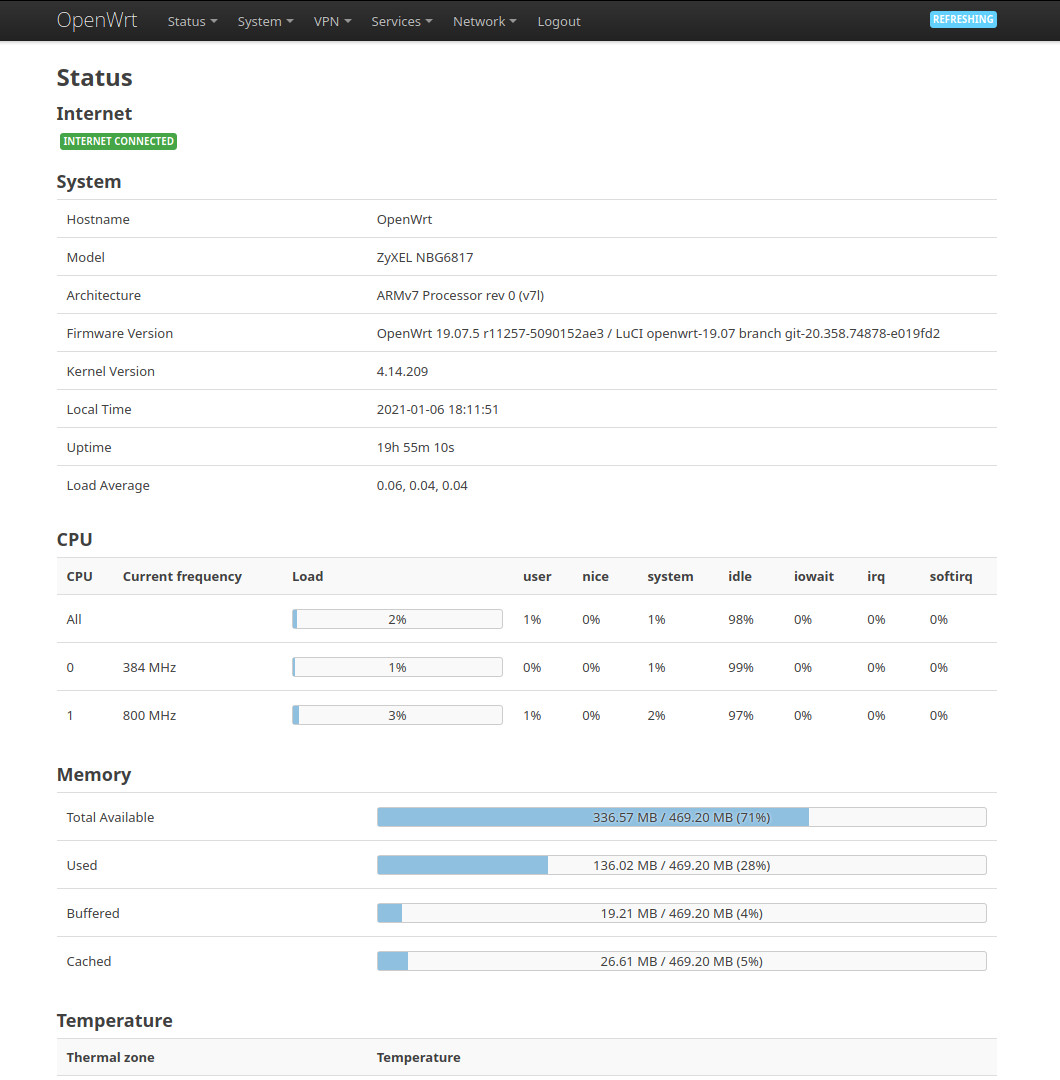 OpenWrt Status System VPN Services Network Logout REFRESHING
Status
Internet
INTERNET CONNECTED
System
Hostname OpenWrt
Model ZyXEL NBG6817
Architecture ARMv7 Processor rev 0 (v7l)
Firmware Version OpenWrt 19.07.5 r11257-5090152ae3 / LuCI openwrt-19.07 branch git-20.358.74878-e019fd2
Kernel Version 4.14.209
Local Time 2021-01-06 18:11:51
Uptime 19h 55m 10s
Load Average 0.06, 0.04, 0.04
CPU
CPU Current frequency Load user nice system idle iowait irq softirq
All 2% 1% 0% 1% 98% 0% 0% 0%
0 384 MHz 1% 0% 0% 1% 99% 0% 0% 0%
1 800 MHz 3% 1% 0% 2% 97% 0% 0% 0%
Memory
Total Available 336.57 MB / 469.20 MB (71%)
Used 136.02 MB / 469.20 MB (28%)
Buffered 19.21 MB / 469.20 MB (4%)
Cached 26.61 MB / 469.20 MB (5%)
Temperature
Thermal zone Temperature